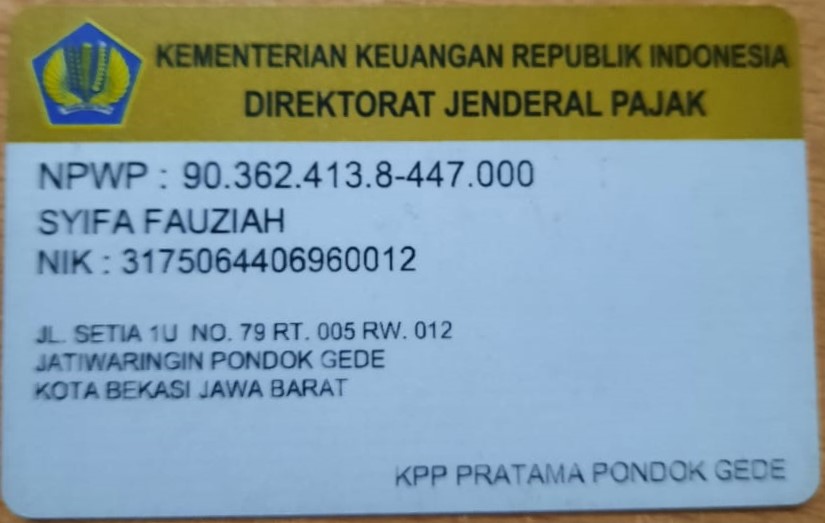 KEMENTERIAN KEUANGAN REPUBLIK INDONESIA
DIREKTORAT JENDERAL PAJAK
NPWP : 90.362.413.8-447.000
SYIFA FAUZIAH
NIK : 3175064406960012
JL. SETIA 1U NO. 79 RT. 005 RW. 012
JATIWARINGIN PONDOK GEDE
KOTA BEKASI JAWA BARAT
KPP PRATAMA PONDOK GEDE